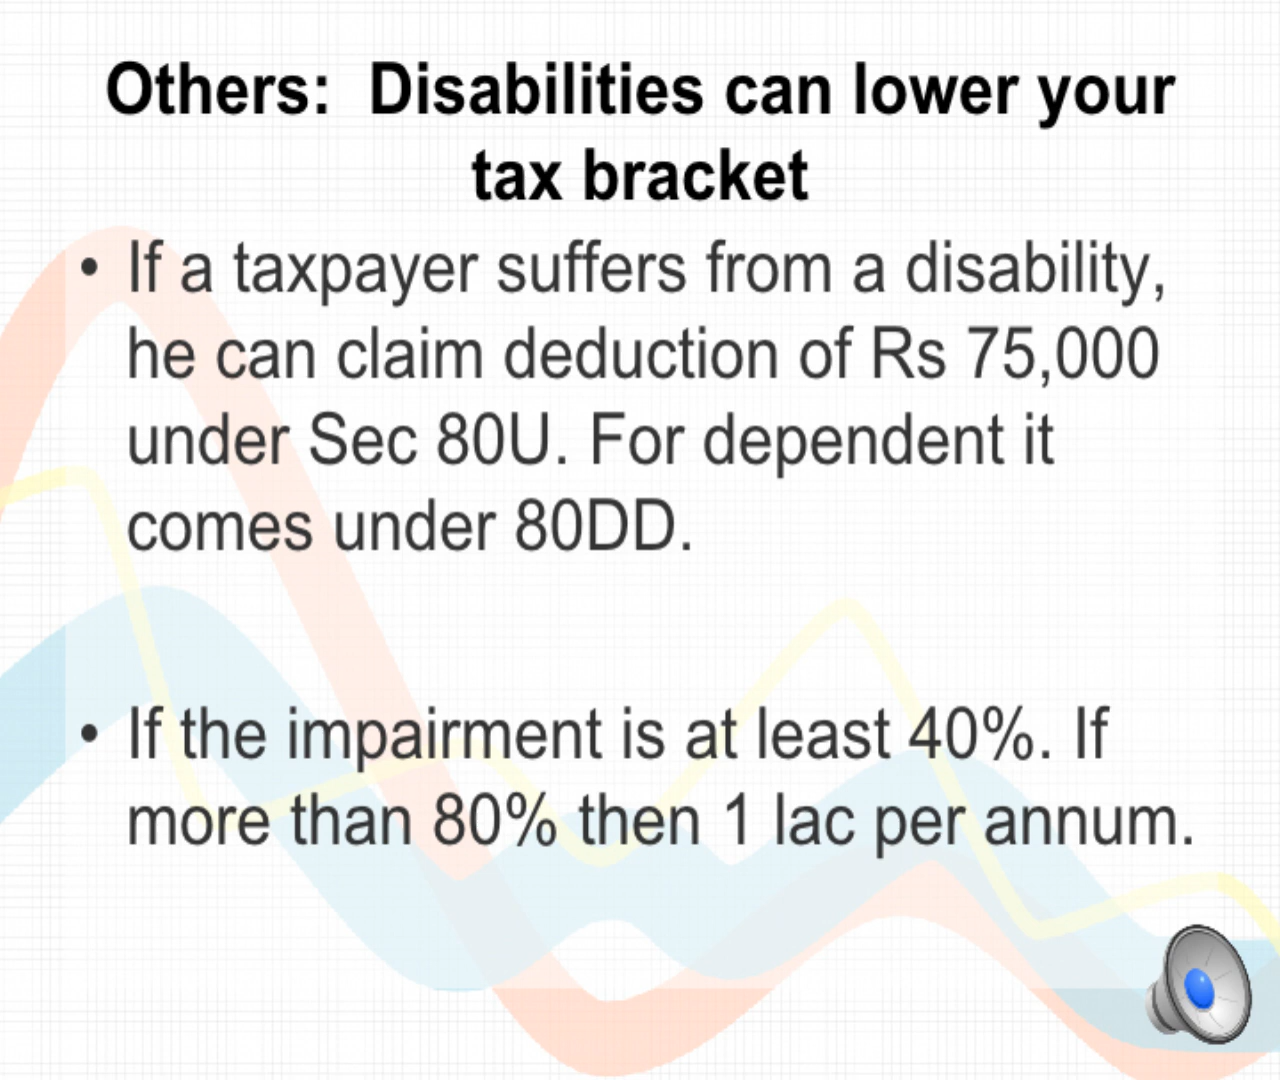 Others:  Disabilities can lower your
tax bracket
• If a taxpayer suffers from a disability,
he can claim deduction of Rs 75,000
under Sec 80U. For dependent it
comes under 80DD.
• If the impairment is at least 40%. If
more than 80% then 1 lac per annum.